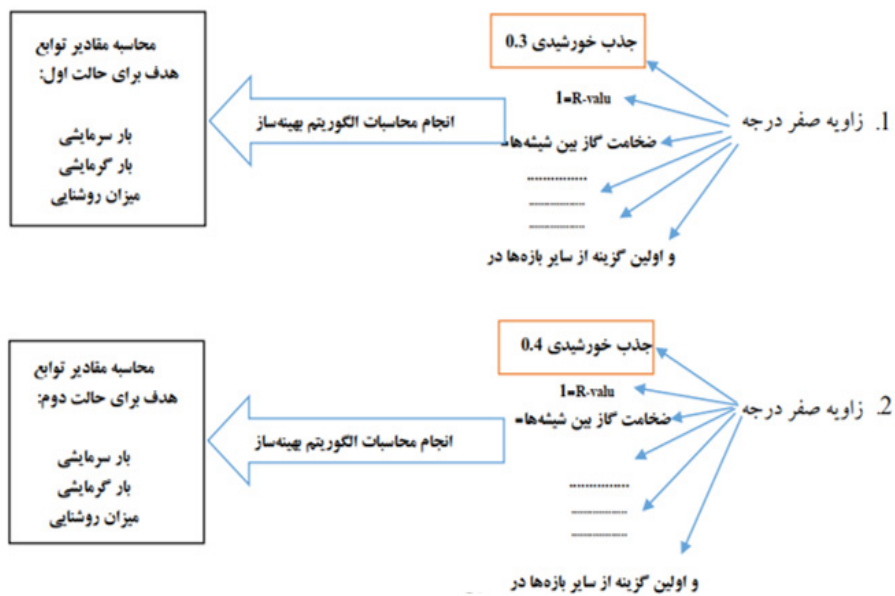 1. زاویه صفر درجه
جذب خورشیدی 0.3
R-valu=1
ضخامت گاز بین شیشه‌ها=
................
................
................
و اولین گزینه از سایر بازه‌ها در
انجام محاسبات الگوریتم بهینه‌ساز
محاسبه مقادیر توابع
هدف برای حالت اول:
بار سرمایشی
بار گرمایشی
میزان روشنایی
2. زاویه صفر درجه
جذب خورشیدی 0.4
R-valu=1
ضخامت گاز بین شیشه‌ها=
................
................
................
و اولین گزینه از سایر بازه‌ها در
انجام محاسبات الگوریتم بهینه‌ساز
محاسبه مقادیر توابع
هدف برای حالت دوم:
بار سرمایشی
بار گرمایشی
میزان روشنایی